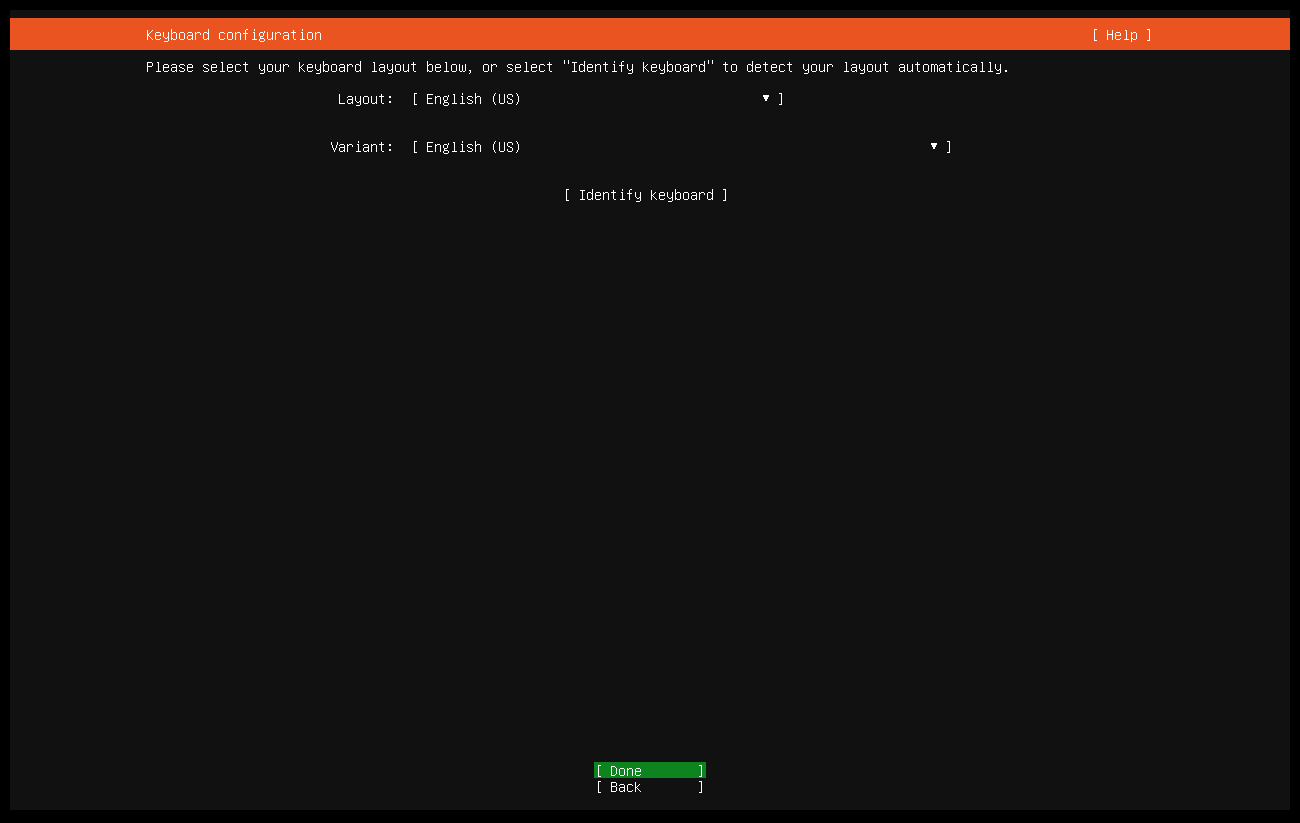 Keyboard configuration [ Help ]
Please select your keyboard layout below, or select "Identify keyboard" to detect your layout automatically.
Layout: [ English (US) ▼ ]
Variant: [ English (US) ▼ ]
[ Identify keyboard ]
[ Done ]
[ Back ]